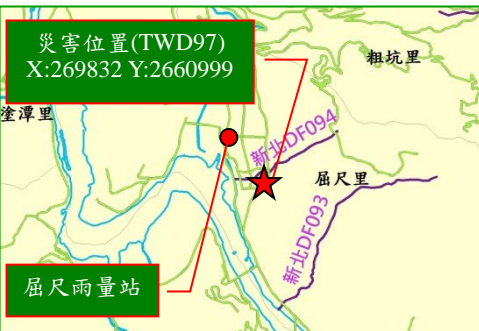 災害位置(TWD97)
X:269832 Y:2660999
粗坑里
塗潭里
新北DF094
屈尺里
新北DF093
屈尺雨量站